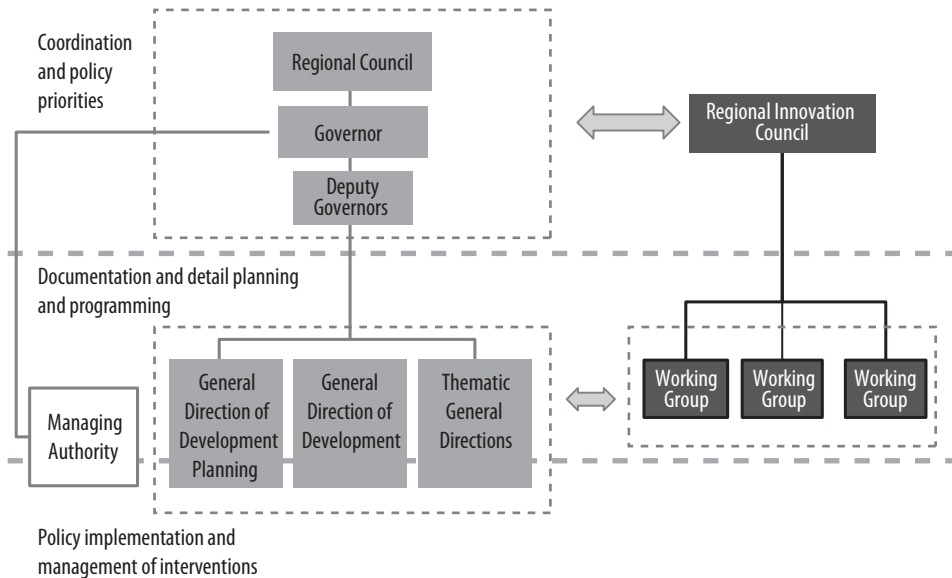 Coordination
and policy
priorities
Regional Council
Governor
Deputy
Governors
Regional Innovation
Council
Documentation and detail planning
and programming
Managing
Authority
General
Direction of
Development
Planning
General
Direction of
Development
Thematic
General
Directions
Working
Group
Working
Group
Working
Group
Policy implementation and
management of interventions